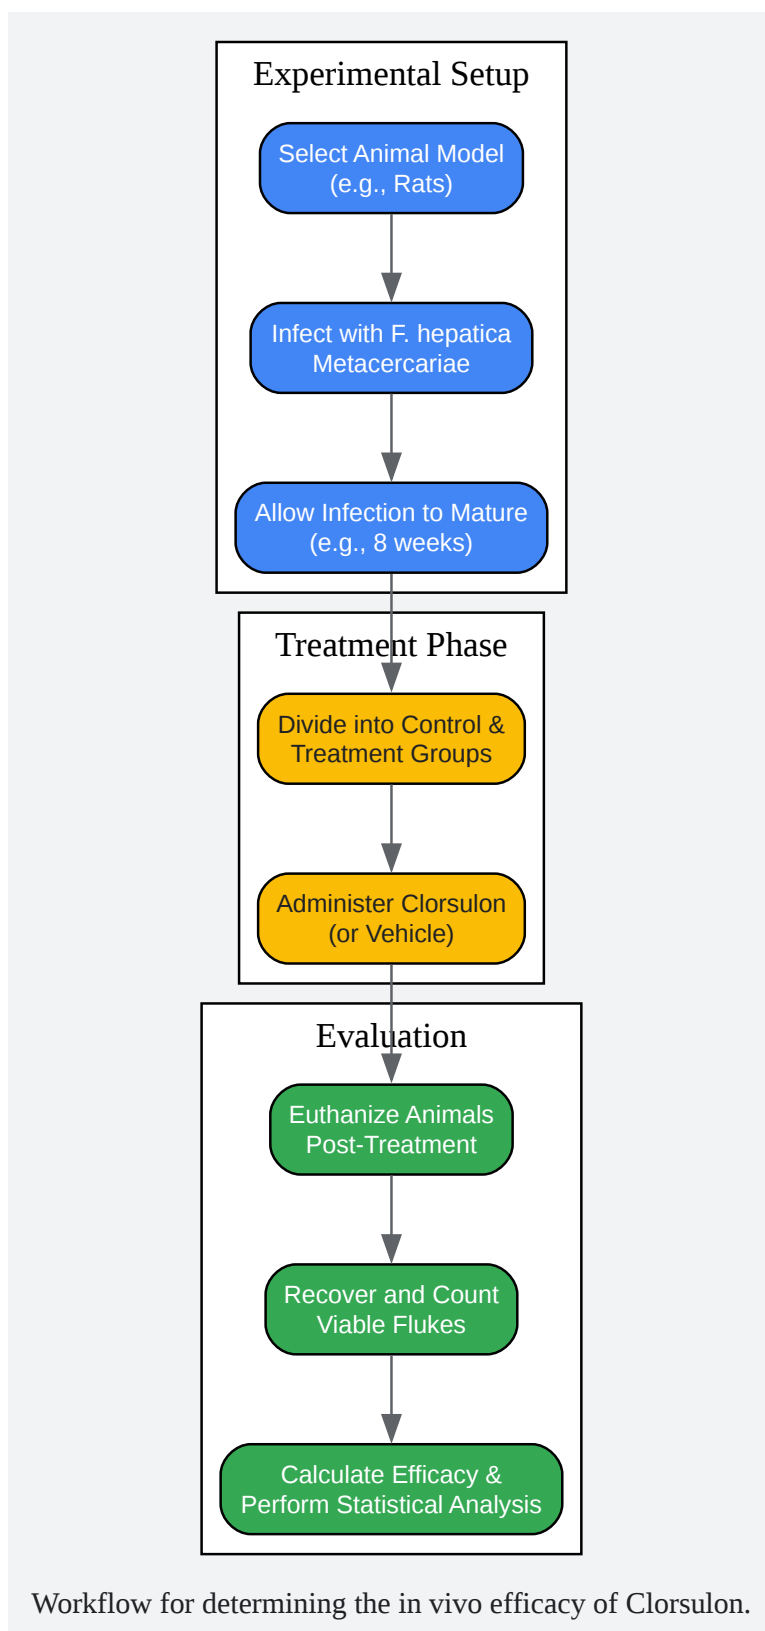 Experimental Setup
Select Animal Model
(e.g., Rats)
Infect with F. hepatica
Metacercariae
Allow Infection to Mature
(e.g., 8 weeks)
Treatment Phase
Divide into Control &
Treatment Groups
Administer Clorsulon
(or Vehicle)
Evaluation
Euthanize Animals
Post-Treatment
Recover and Count
Viable Flukes
Calculate Efficacy &
Perform Statistical Analysis
Workflow for determining the in vivo efficacy of Clorsulon.